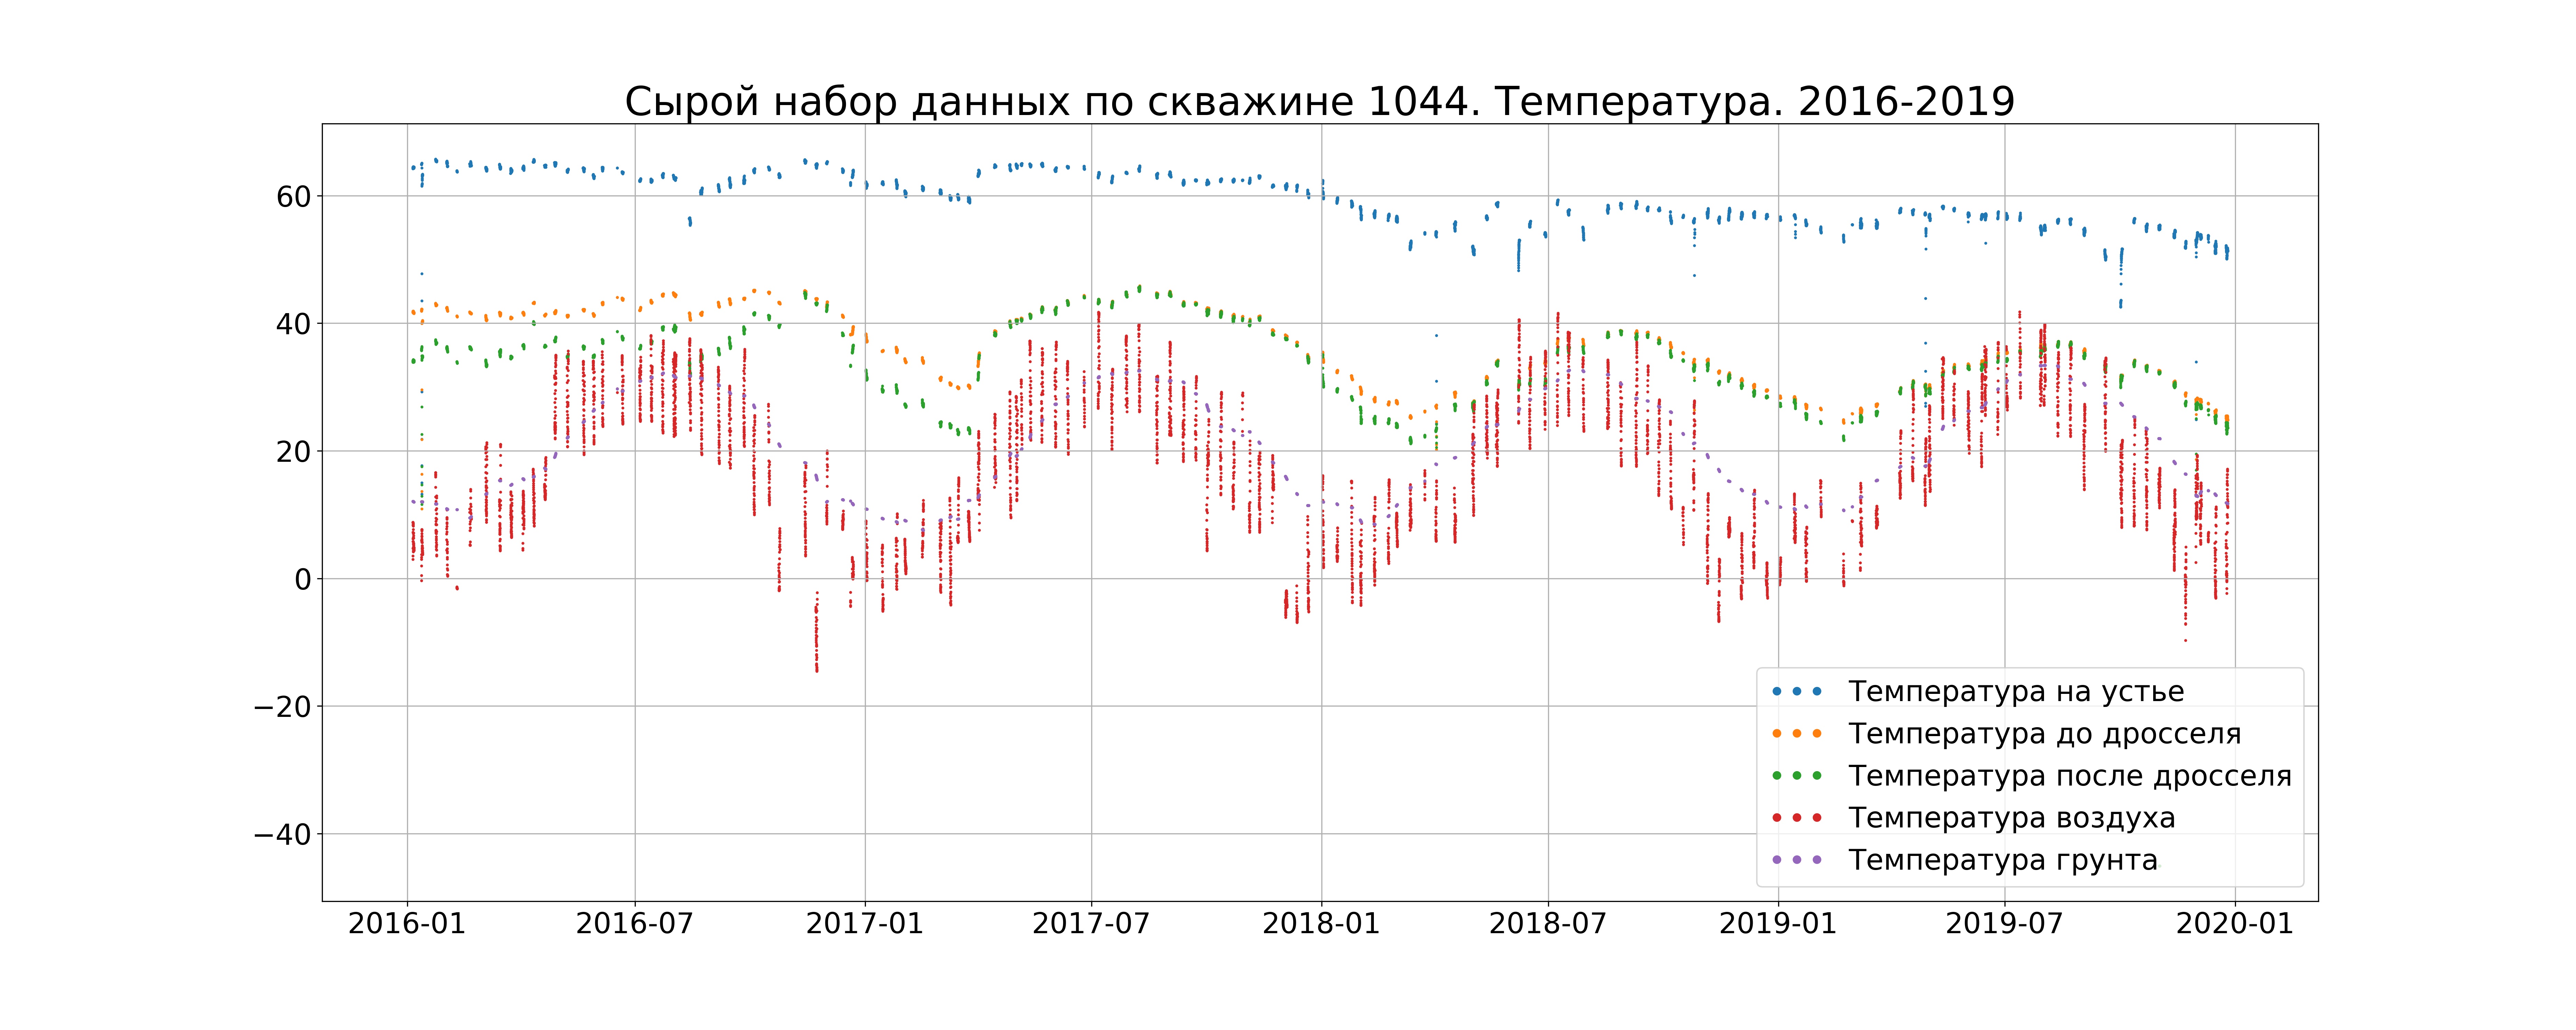 Сырой набор данных по скважине 1044. Температура. 2016-2019
60
40
20
0
−20
−40
Температура на устье
Температура до дросселя
Температура после дросселя
Температура воздуха
Температура грунта
2016-01 2016-07 2017-01 2017-07 2018-01 2018-07 2019-01 2019-07 2020-01